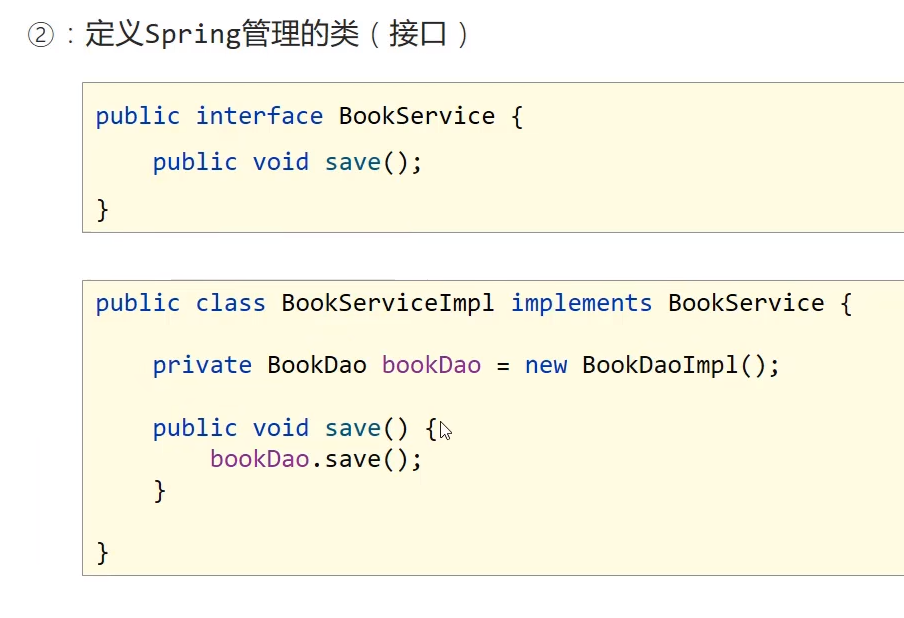 ②：定义Spring管理的类（接口）
public interface BookService {
    public void save();
}
public class BookServiceImpl implements BookService {
    private BookDao bookDao = new BookDaoImpl();
    public void save() {
        bookDao.save();
    }
}